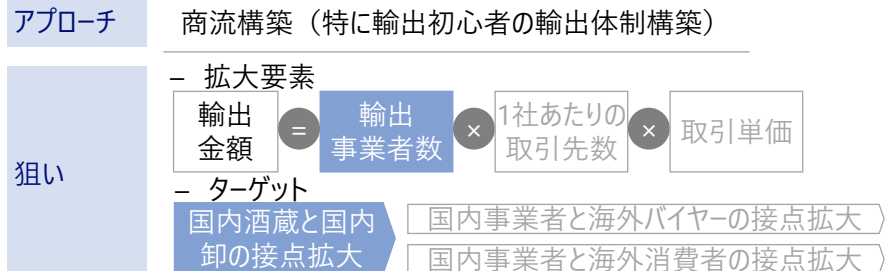 アプローチ
商流構築（特に輸出初心者の輸出体制構築）
狙い
– 拡大要素
輸出
金額
=
輸出
事業者数
×
1社あたりの
取引先数
×
取引単価
– ターゲット
国内酒蔵と国内
卸の接点拡大
国内事業者と海外バイヤーの接点拡大
国内事業者と海外消費者の接点拡大